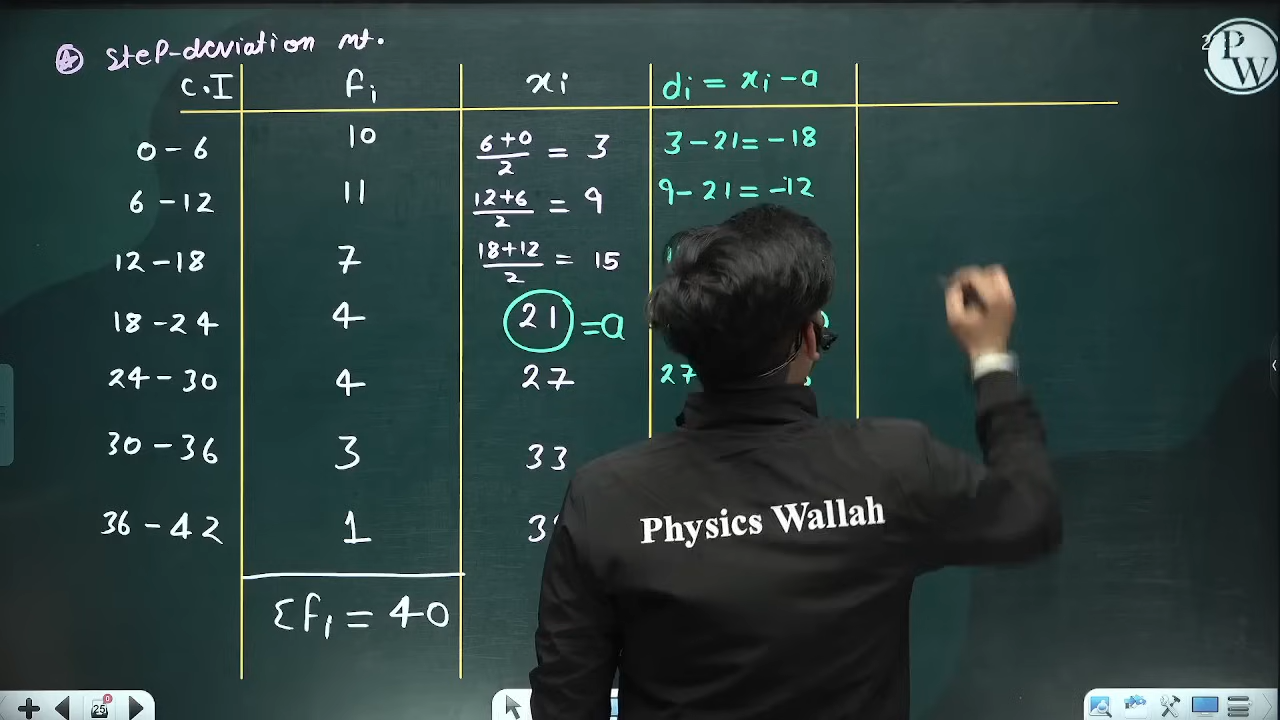 Step-deviation mt.
C.I fi xi di = xi - a
0 - 6 10 6+0/2 = 3 3 - 21 = -18
6 - 12 11 12+6/2 = 9 9 - 21 = -12
12 - 18 7 18+12/2 = 15
18 - 24 4 21 = a
24 - 30 4 27 27
30 - 36 3 33
36 - 42 1
Σfi = 40
PW
Physics Wallah
25